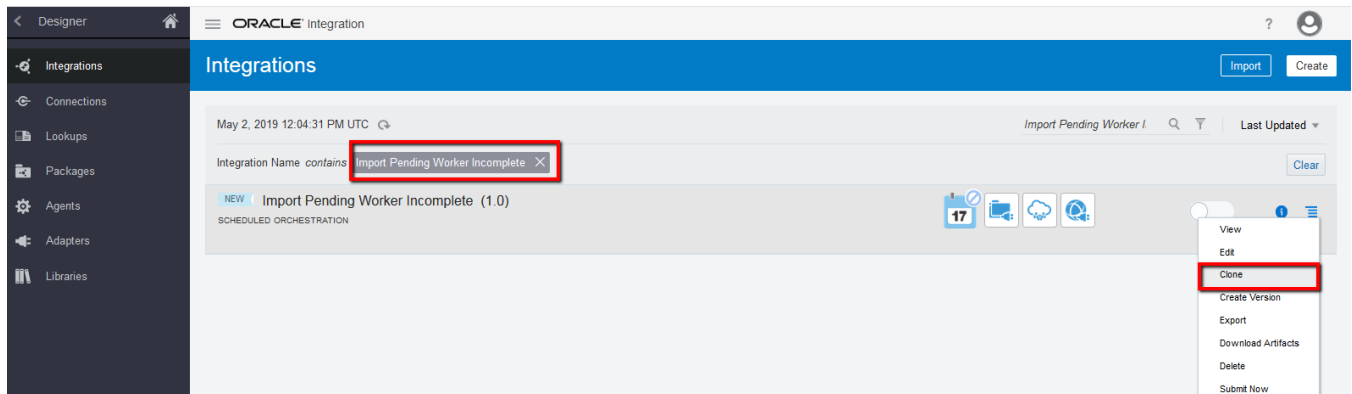 Designer
ORACLE Integration
?
Integrations
Integrations
Import
Create
Connections
Lookups
Packages
Agents
Adapters
Libraries
May 2, 2019 12:04:31 PM UTC
Import Pending Worker I.
Last Updated
Integration Name contains Import Pending Worker Incomplete
Clear
NEW Import Pending Worker Incomplete (1.0)
SCHEDULED ORCHESTRATION
17
View
Edit
Clone
Create Version
Export
Download Artifacts
Delete
Submit Now